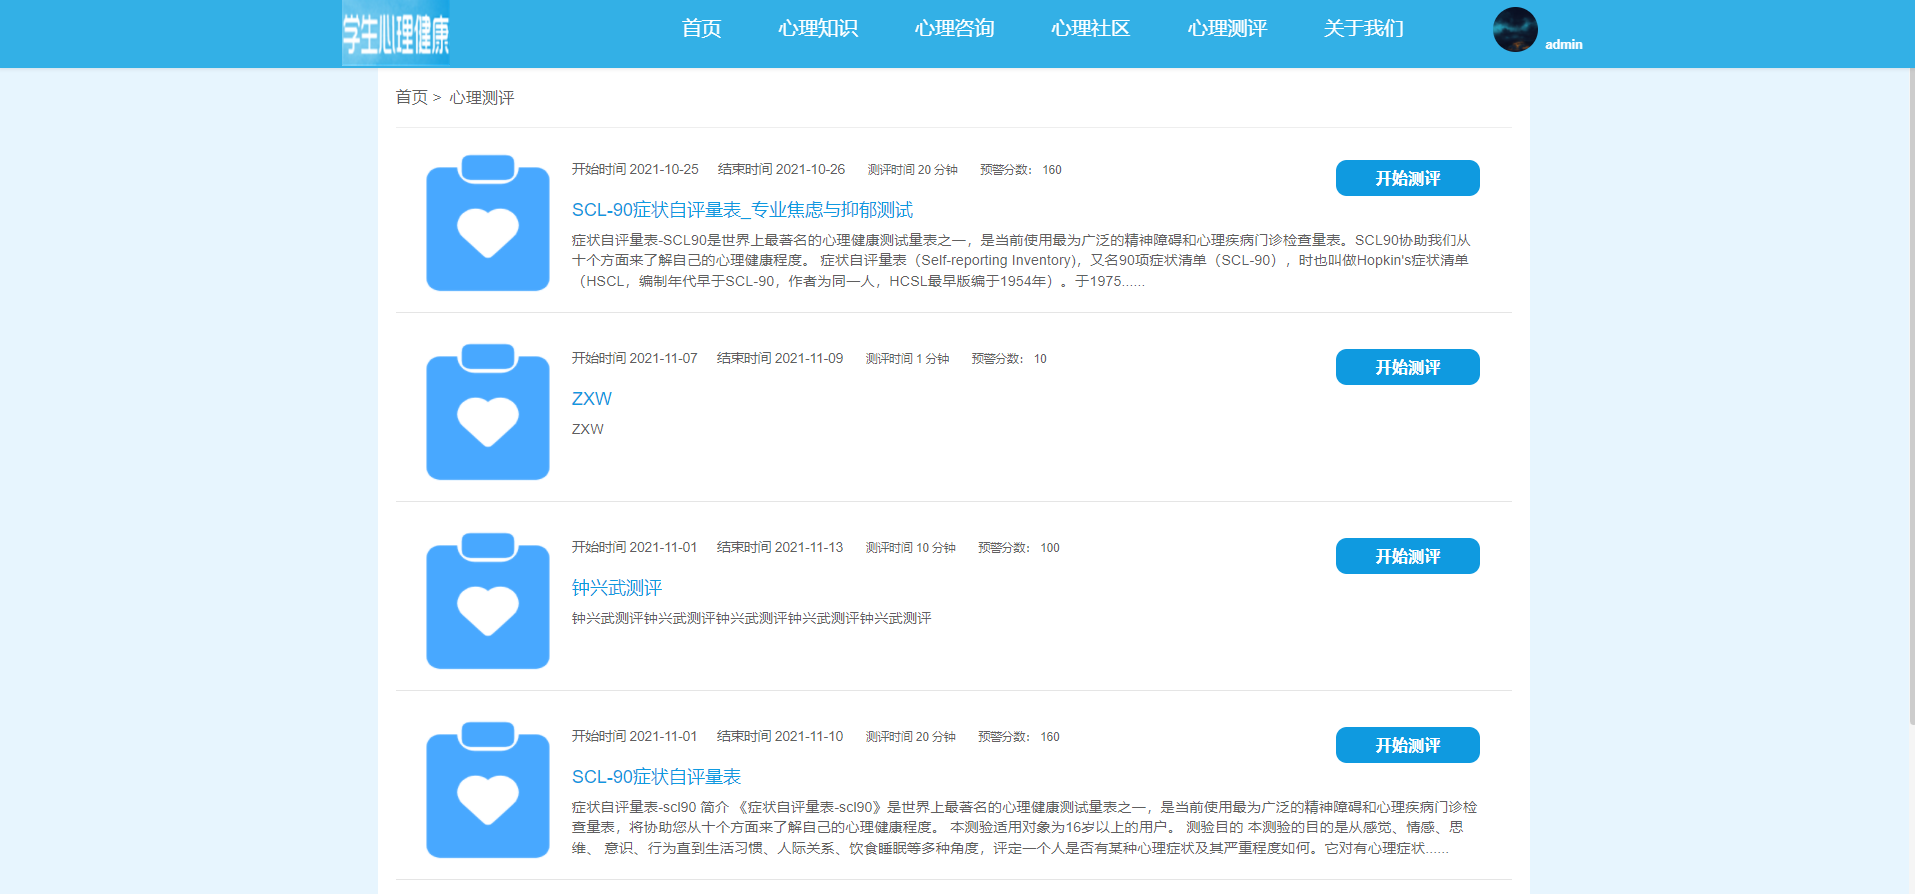 学生心理健康
首页 心理知识 心理咨询 心理社区 心理测评 关于我们 admin
首页 > 心理测评
开始时间 2021-10-25 结束时间 2021-10-26 测评时间 20 分钟 预警分数： 160
开始测评
SCL-90症状自评量表_专业焦虑与抑郁测试
症状自评量表-SCL90是世界上最著名的心理健康测试量表之一，是当前使用最为广泛的精神障碍和心理疾病门诊检查量表。SCL90协助我们从
十个方面来了解自己的心理健康程度。 症状自评量表（Self-reporting Inventory)，又名90项症状清单（SCL-90），时也叫做Hopkin's症状清单
（HSCL，编制年代早于SCL-90，作者为同一人，HCSL最早版编于1954年）。于1975......
开始时间 2021-11-07 结束时间 2021-11-09 测评时间 1 分钟 预警分数： 10
开始测评
ZXW
ZXW
开始时间 2021-11-01 结束时间 2021-11-13 测评时间 10 分钟 预警分数： 100
开始测评
钟兴武测评
钟兴武测评钟兴武测评钟兴武测评钟兴武测评钟兴武测评
开始时间 2021-11-01 结束时间 2021-11-10 测评时间 20 分钟 预警分数： 160
开始测评
SCL-90症状自评量表
症状自评量表-scl90 简介 《症状自评量表-scl90》是世界上最著名的心理健康测试量表之一，是当前使用最为广泛的精神障碍和心理疾病门诊检
查量表，将协助您从十个方面来了解自己的心理健康程度。 本测验适用对象为16岁以上的用户。 测验目的 本测验的目的是从感觉、情感、思
维、 意识、行为直到生活习惯、人际关系、饮食睡眠等多种角度，评定一个人是否有某种心理症状及其严重程度如何。它对有心理症状......